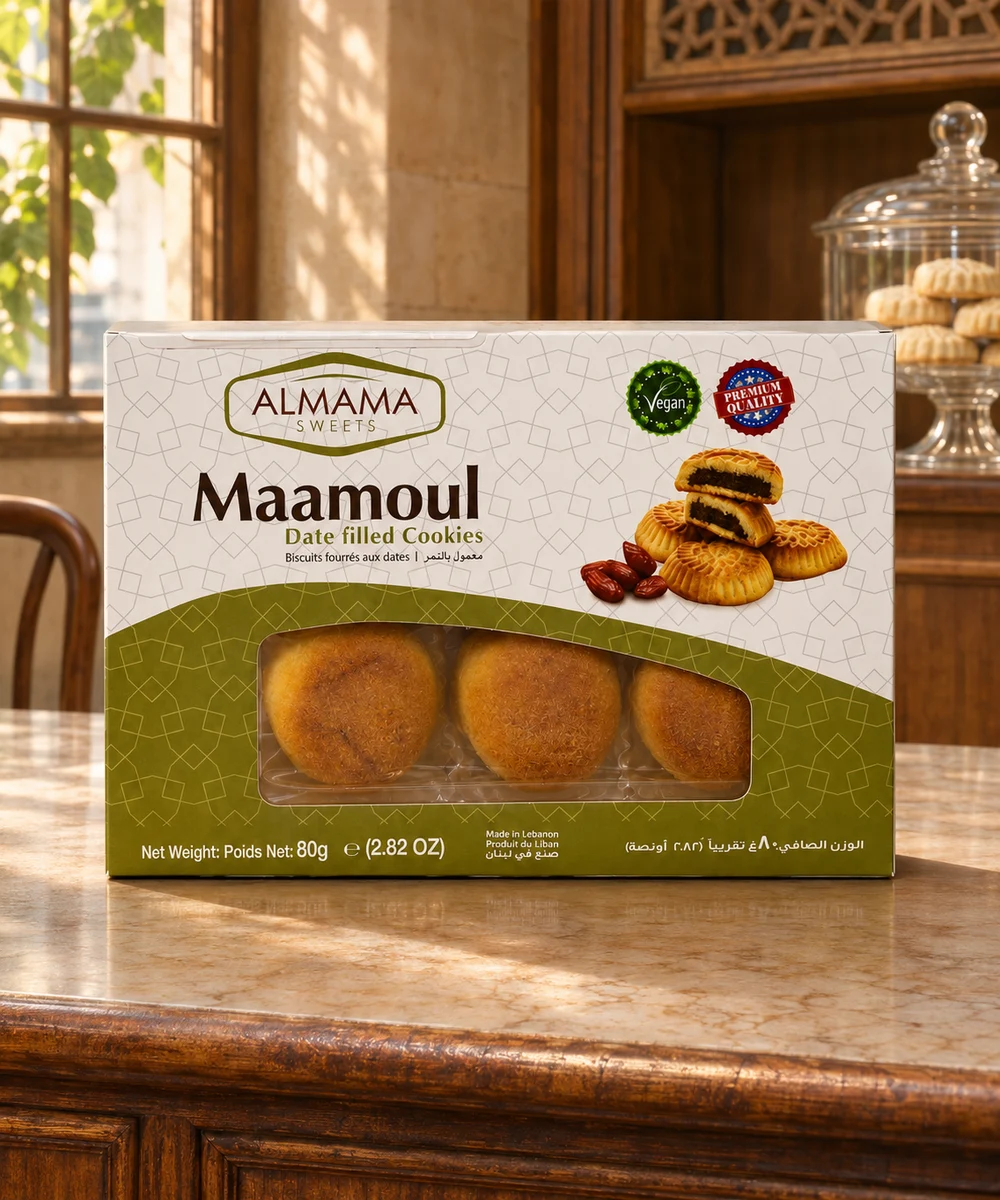 ALMAMA
SWEETS
Vegan
PREMIUM
QUALITY
Maamoul
Date filled Cookies
Biscuits fourrés aux dates | معمول بالتمر
Net Weight: Poids Net: 80g ℮ (2.82 OZ)
Made in Lebanon
Produit du Liban
صنع في لبنان
الوزن الصافي ٨٠غ تقريباً (٢.٨٢ أونصة)